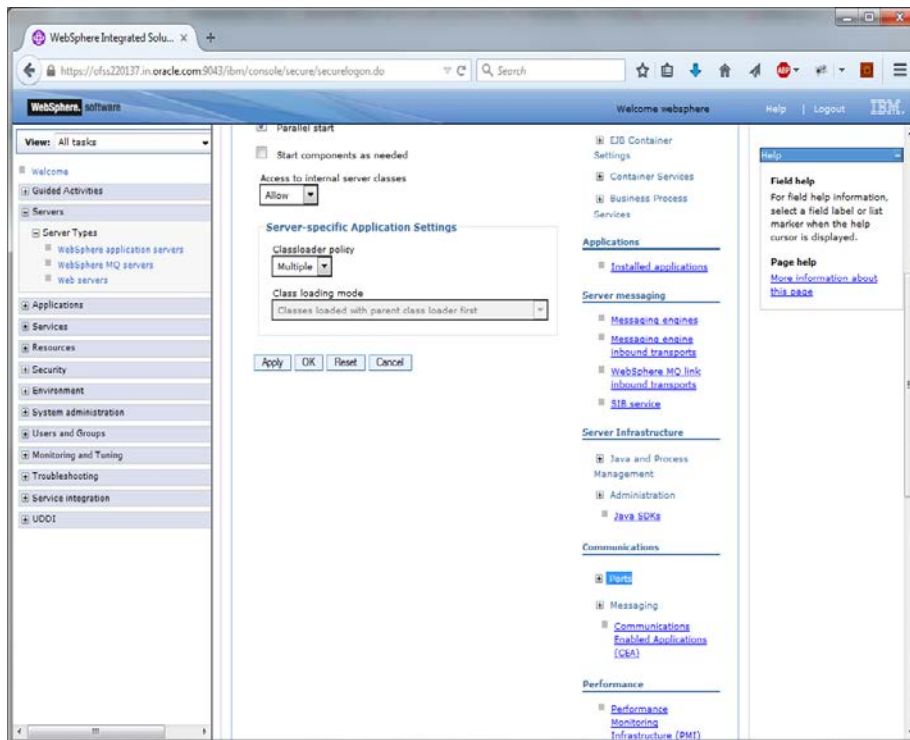 WebSphere Integrated Solu...
https://ofss220137.in.oracle.com:9043/ibm/console/secure/securelogon.do
Search
ABP
WebSphere. software
Welcome websphere
Help | Logout
IBM.
View: All tasks
Welcome
Guided Activities
Servers
Server Types
WebSphere application servers
WebSphere MQ servers
Web servers
Applications
Services
Resources
Security
Environment
System administration
Users and Groups
Monitoring and Tuning
Troubleshooting
Service integration
UDDI
Parallel start
Start components as needed
Access to internal server classes
Allow
Server-specific Application Settings
Classloader policy
Multiple
Class loading mode
Classes loaded with parent class loader first
Apply OK Reset Cancel
EJB Container
Settings
Container Services
Business Process
Services
Applications
Installed applications
Server messaging
Messaging engines
Messaging engine
inbound transports
WebSphere MQ link
inbound transports
SIB service
Server Infrastructure
Java and Process
Management
Administration
Java SDKs
Communications
Ports
Messaging
Communications
Enabled Applications
(CEA)
Performance
Performance
Monitoring
Infrastructure (PMI)
Help
Field help
For field help information,
select a field label or list
marker when the help
cursor is displayed.
Page help
More information about
this page